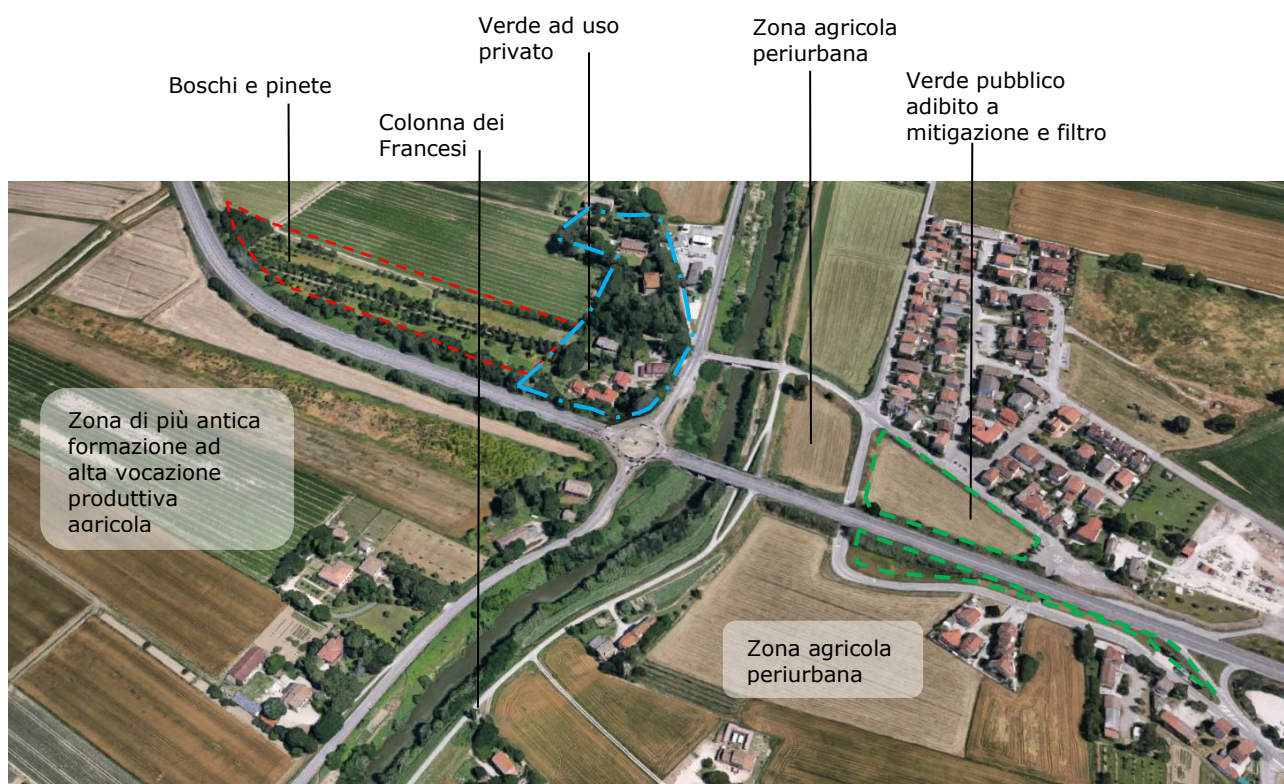 Verde ad uso
privato
Zona agricola
periurbana
Verde pubblico
adibito a
mitigazione e filtro
Boschi e pinete
Colonna dei
Francesi
Zona di più antica
formazione ad
alta vocazione
produttiva
agricola
Zona agricola
periurbana